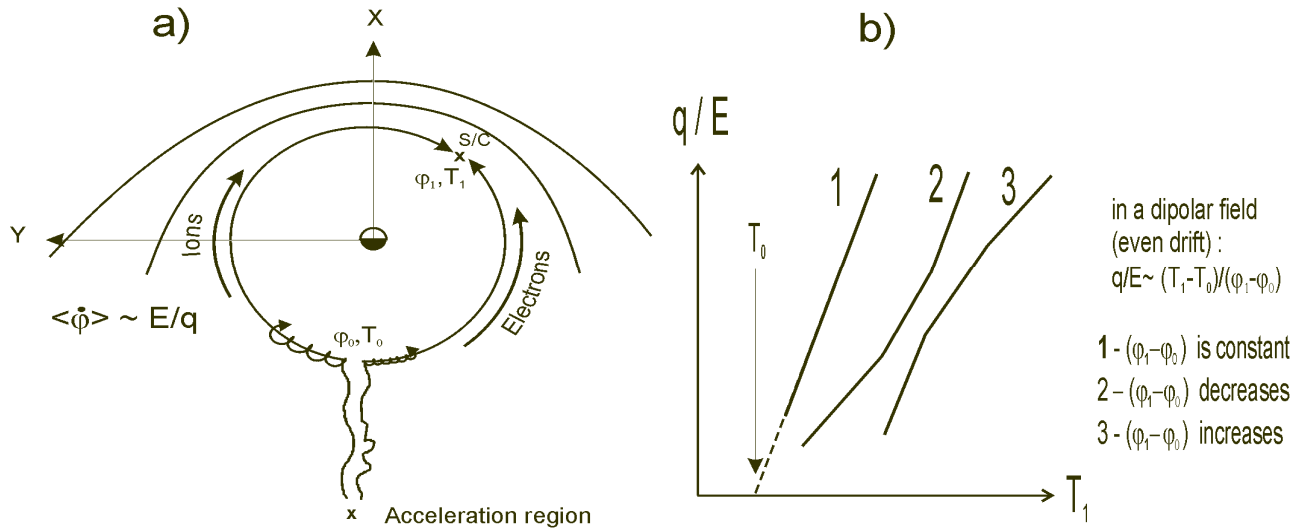 a)
X
S/C
φ₁,T₁
Y
Ions
Electrons
<φ̇> ~ E/q
φ₀,T₀
x Acceleration region
b)
q / E
1 2 3
T₀
T₁
in a dipolar field
(even drift) :
q/E~ (T₁-T₀)/(φ₁-φ₀)
1 - (φ₁–φ₀) is constant
2 – (φ₁–φ₀) decreases
3 - (φ₁–φ₀) increases